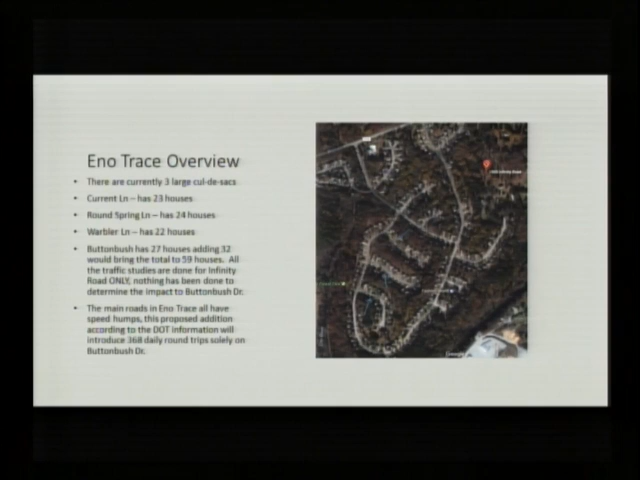 Eno Trace Overview
• There are currently 3 large cul-de-sacs
• Current Ln – has 23 houses
• Round Spring Ln – has 24 houses
• Warbler Ln – has 22 houses
• Buttonbush has 27 houses adding 32
would bring the total to 59 houses. All
the traffic studies are done for Infinity
Road ONLY, nothing has been done to
determine the impact to Buttonbush Dr.
• The main roads in Eno Trace all have
speed humps, this proposed addition
according to the DOT information will
introduce 368 daily round trips solely on
Buttonbush Dr.
Google